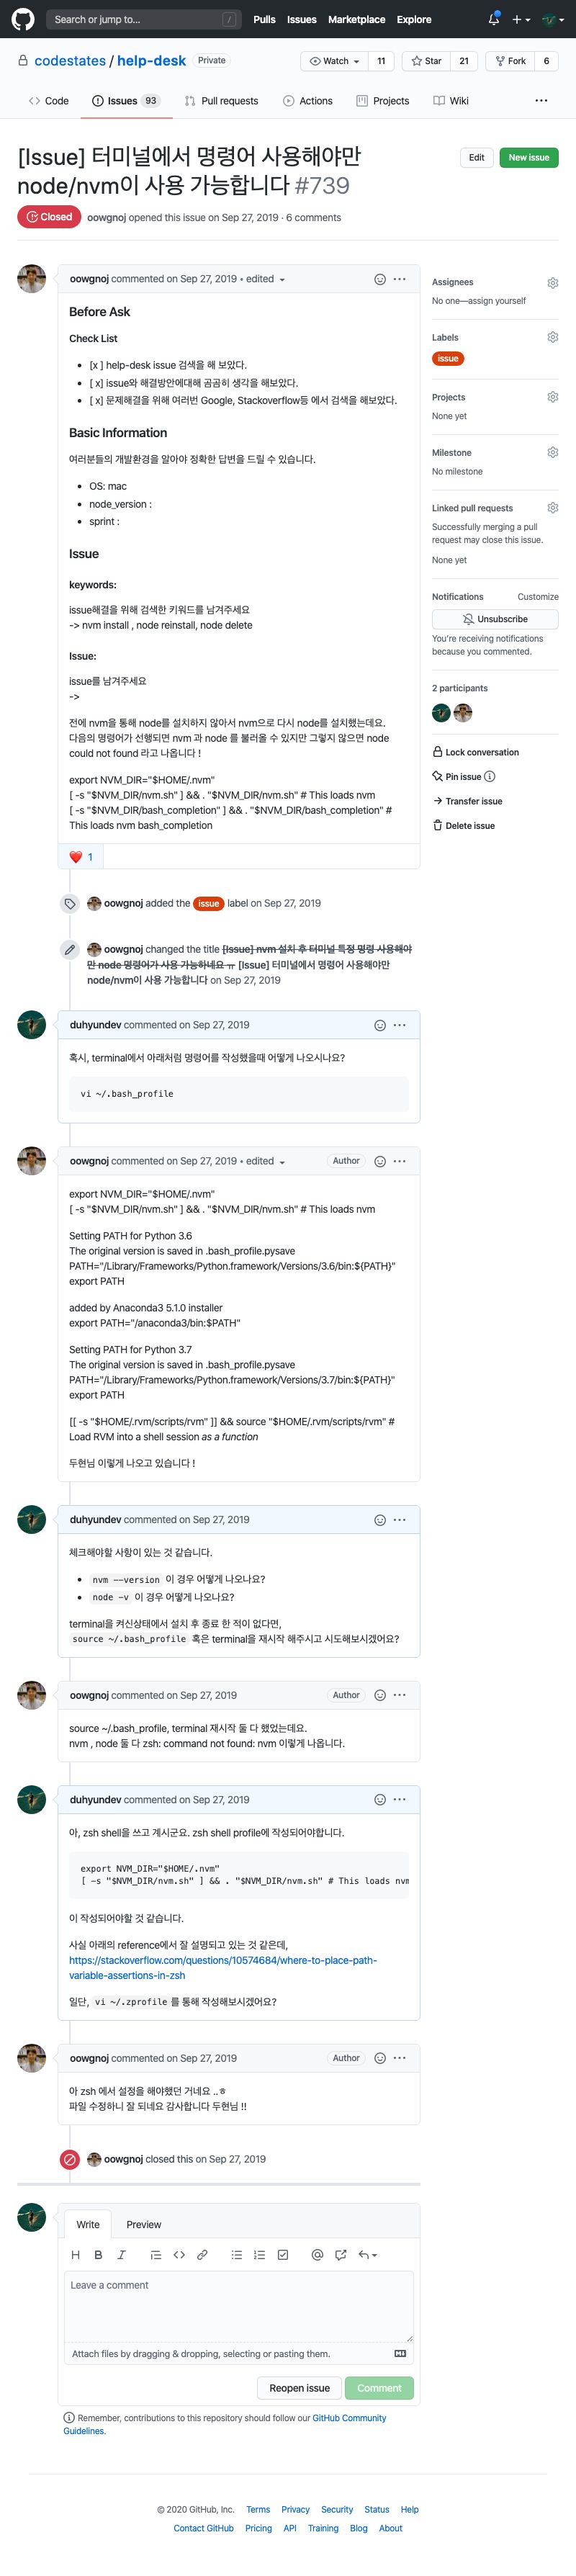 Search or jump to...
/
Pulls Issues Marketplace Explore
codestates / help-desk Private
Watch 11 Star 21 Fork 6
Code Issues 93 Pull requests Actions Projects Wiki
[Issue] 터미널에서 명령어 사용해야만
node/nvm이 사용 가능합니다 #739
Edit New issue
Closed oowgnoj opened this issue on Sep 27, 2019 · 6 comments
oowgnoj commented on Sep 27, 2019 • edited
Before Ask
Check List
• [x ] help-desk issue 검색을 해 보았다.
• [ x] issue와 해결방안에대해 곰곰히 생각을 해보았다.
• [ x] 문제해결을 위해 여러번 Google, Stackoverflow등 에서 검색을 해보았다.
Basic Information
여러분들의 개발환경을 알아야 정확한 답변을 드릴 수 있습니다.
• OS: mac
• node_version :
• sprint :
Issue
keywords:
issue해결을 위해 검색한 키워드를 남겨주세요
-> nvm install , node reinstall, node delete
Issue:
issue를 남겨주세요
->
전에 nvm을 통해 node를 설치하지 않아서 nvm으로 다시 node를 설치했는데요.
다음의 명령어가 선행되면 nvm 과 node 를 불러올 수 있지만 그렇지 않으면 node
could not found 라고 나옵니다 !
export NVM_DIR="$HOME/.nvm"
[ -s "$NVM_DIR/nvm.sh" ] && . "$NVM_DIR/nvm.sh" # This loads nvm
[ -s "$NVM_DIR/bash_completion" ] && . "$NVM_DIR/bash_completion" #
This loads nvm bash_completion
❤️ 1
Assignees
No one—assign yourself
Labels
issue
Projects
None yet
Milestone
No milestone
Linked pull requests
Successfully merging a pull
request may close this issue.
None yet
Notifications Customize
Unsubscribe
You're receiving notifications
because you commented.
2 participants
Lock conversation
Pin issue
Transfer issue
Delete issue
oowgnoj added the issue label on Sep 27, 2019
oowgnoj changed the title [Issue] nvm 설치 후 터미널 특정 명령 사용해야
만 node 명령어가 사용 가능하네요 ㅠ [Issue] 터미널에서 명령어 사용해야만
node/nvm이 사용 가능합니다 on Sep 27, 2019
duhyundev commented on Sep 27, 2019
혹시, terminal에서 아래처럼 명령어를 작성했을때 어떻게 나오시나요?
vi ~/.bash_profile
oowgnoj commented on Sep 27, 2019 • edited Author
export NVM_DIR="$HOME/.nvm"
[ -s "$NVM_DIR/nvm.sh" ] && . "$NVM_DIR/nvm.sh" # This loads nvm
Setting PATH for Python 3.6
The original version is saved in .bash_profile.pysave
PATH="/Library/Frameworks/Python.framework/Versions/3.6/bin:${PATH}"
export PATH
added by Anaconda3 5.1.0 installer
export PATH="/anaconda3/bin:$PATH"
Setting PATH for Python 3.7
The original version is saved in .bash_profile.pysave
PATH="/Library/Frameworks/Python.framework/Versions/3.7/bin:${PATH}"
export PATH
[[ -s "$HOME/.rvm/scripts/rvm" ]] && source "$HOME/.rvm/scripts/rvm" #
Load RVM into a shell session as a function
두현님 이렇게 나오고 있습니다 !
duhyundev commented on Sep 27, 2019
체크해야할 사항이 있는 것 같습니다.
• nvm --version 이 경우 어떻게 나오나요?
• node -v 이 경우 어떻게 나오나요?
terminal을 켜신상태에서 설치 후 종료 한 적이 없다면,
source ~/.bash_profile 혹은 terminal을 재시작 해주시고 시도해보시겠어요?
oowgnoj commented on Sep 27, 2019 Author
source ~/.bash_profile, terminal 재시작 둘 다 했었는데요.
nvm , node 둘 다 zsh: command not found: nvm 이렇게 나옵니다.
duhyundev commented on Sep 27, 2019
아, zsh shell을 쓰고 계시군요. zsh shell profile에 작성되어야합니다.
export NVM_DIR="$HOME/.nvm"
[ -s "$NVM_DIR/nvm.sh" ] && . "$NVM_DIR/nvm.sh" # This loads nvm
이 작성되어야할 것 같습니다.
사실 아래의 reference에서 잘 설명되고 있는 것 같은데,
https://stackoverflow.com/questions/10574684/where-to-place-path-
variable-assertions-in-zsh
일단, vi ~/.zprofile 를 통해 작성해보시겠어요?
oowgnoj commented on Sep 27, 2019 Author
아 zsh 에서 설정을 해야했던 거네요 ..ㅎ
파일 수정하니 잘 되네요 감사합니다 두현님 !!
oowgnoj closed this on Sep 27, 2019
Write Preview
Leave a comment
Attach files by dragging & dropping, selecting or pasting them.
Reopen issue Comment
Remember, contributions to this repository should follow our GitHub Community
Guidelines.
© 2020 GitHub, Inc. Terms Privacy Security Status Help
Contact GitHub Pricing API Training Blog About